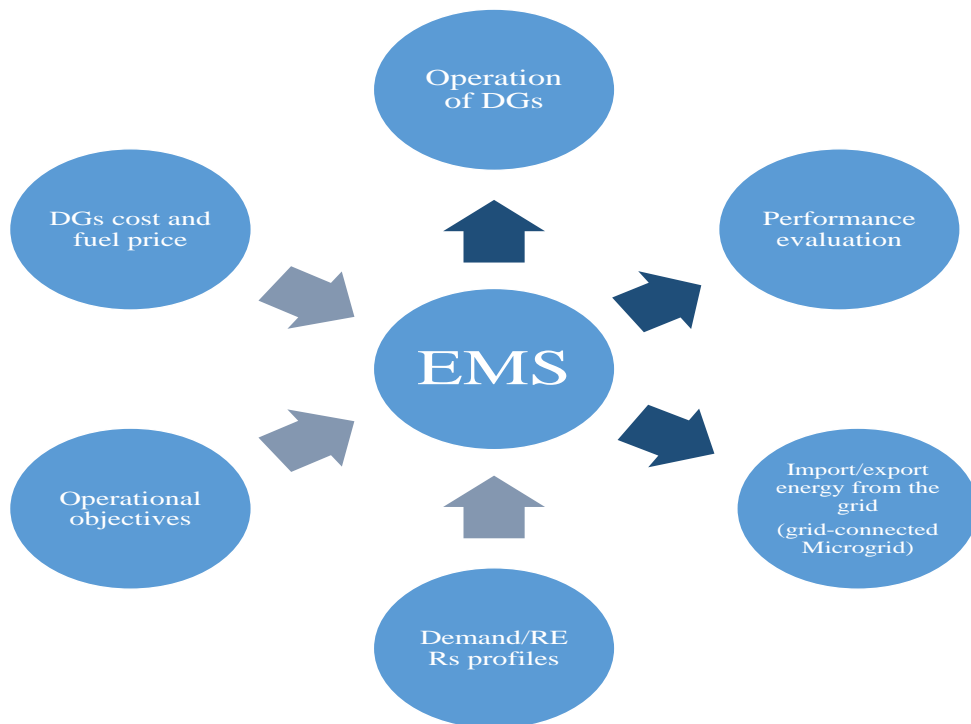 Operation
of DGs
DGs cost and
fuel price
Performance
evaluation
EMS
Operational
objectives
Import/export
energy from the
grid
(grid-connected
Microgrid)
Demand/RE
Rs profiles